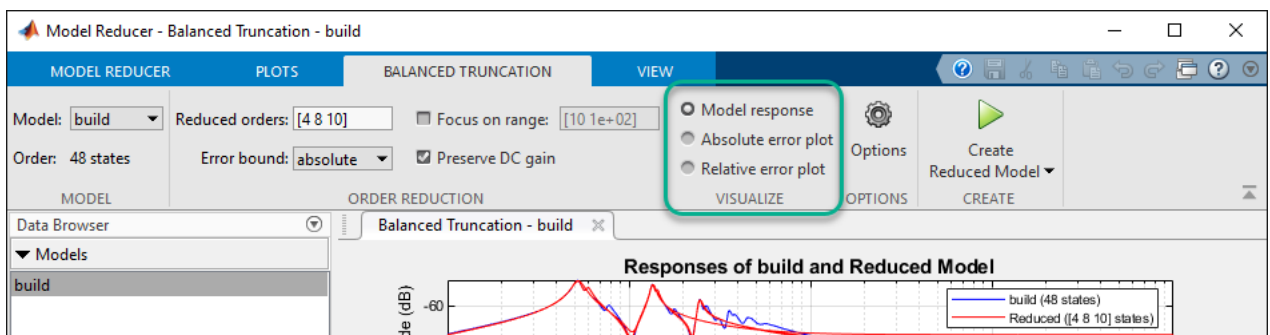 Model Reducer - Balanced Truncation - build
MODEL REDUCER PLOTS BALANCED TRUNCATION VIEW
Model: build Reduced orders: [4 8 10] Focus on range: [10 1e+02] Model response
Absolute error plot
Order: 48 states Error bound: absolute Preserve DC gain Options Create
Relative error plot Reduced Model
MODEL ORDER REDUCTION VISUALIZE OPTIONS CREATE
Data Browser Balanced Truncation - build
Models
build
Responses of build and Reduced Model
-60
de (dB)
build (48 states)
Reduced ([4 8 10] states)